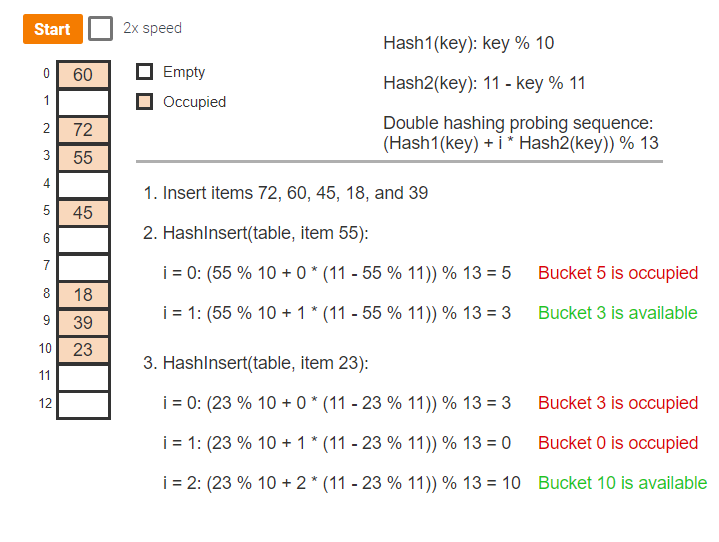 Start 2x speed
Hash1(key): key % 10
Hash2(key): 11 - key % 11
Double hashing probing sequence:
(Hash1(key) + i * Hash2(key)) % 13
Empty
Occupied
0 60
1
2 72
3 55
4
5 45
6
7
8 18
9 39
10 23
11
12
1. Insert items 72, 60, 45, 18, and 39
2. HashInsert(table, item 55):
i = 0: (55 % 10 + 0 * (11 - 55 % 11)) % 13 = 5 Bucket 5 is occupied
i = 1: (55 % 10 + 1 * (11 - 55 % 11)) % 13 = 3 Bucket 3 is available
3. HashInsert(table, item 23):
i = 0: (23 % 10 + 0 * (11 - 23 % 11)) % 13 = 3 Bucket 3 is occupied
i = 1: (23 % 10 + 1 * (11 - 23 % 11)) % 13 = 0 Bucket 0 is occupied
i = 2: (23 % 10 + 2 * (11 - 23 % 11)) % 13 = 10 Bucket 10 is available